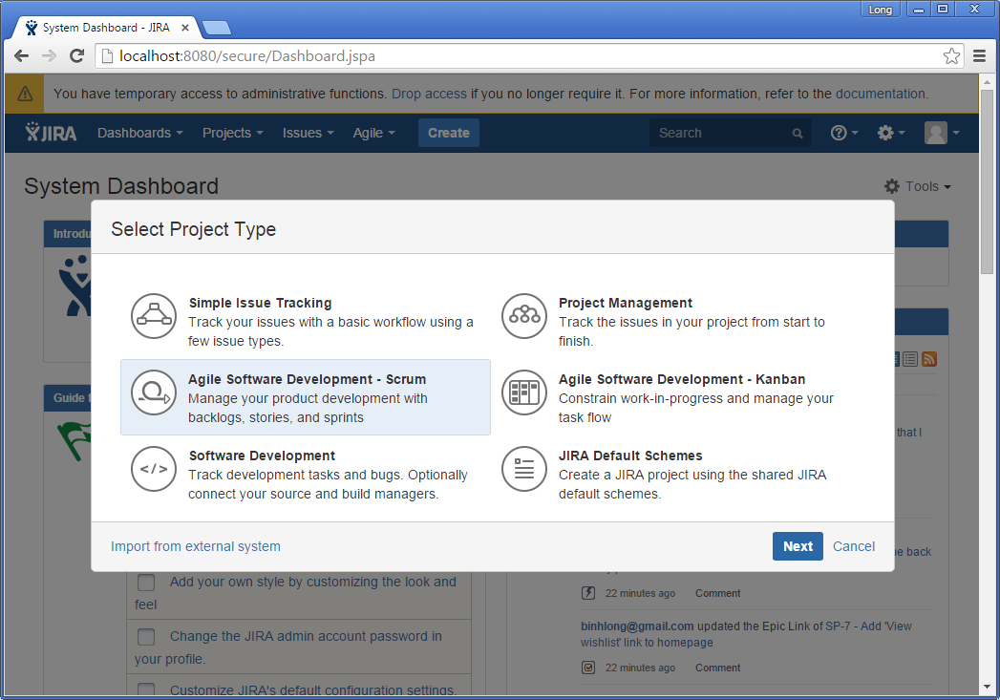 Long
System Dashboard - JIRA
localhost:8080/secure/Dashboard.jspa
You have temporary access to administrative functions. Drop access if you no longer require it. For more information, refer to the documentation.
JIRA Dashboards Projects Issues Agile Create Search
System Dashboard
Tools
Select Project Type
Simple Issue Tracking
Track your issues with a basic workflow using a
few issue types.
Project Management
Track the issues in your project from start to
finish.
Agile Software Development - Scrum
Manage your product development with
backlogs, stories, and sprints
Agile Software Development - Kanban
Constrain work-in-progress and manage your
task flow
</>
Software Development
Track development tasks and bugs. Optionally
connect your source and build managers.
JIRA Default Schemes
Create a JIRA project using the shared JIRA
default schemes.
Import from external system
Next Cancel
Guide
that I
back
Add your own style by customizing the look and
feel
Change the JIRA admin account password in
your profile.
Customize JIRA's default configuration settings.
22 minutes ago Comment
binhlong@gmail.com updated the Epic Link of SP-7 - Add 'View
wishlist' link to homepage
22 minutes ago Comment